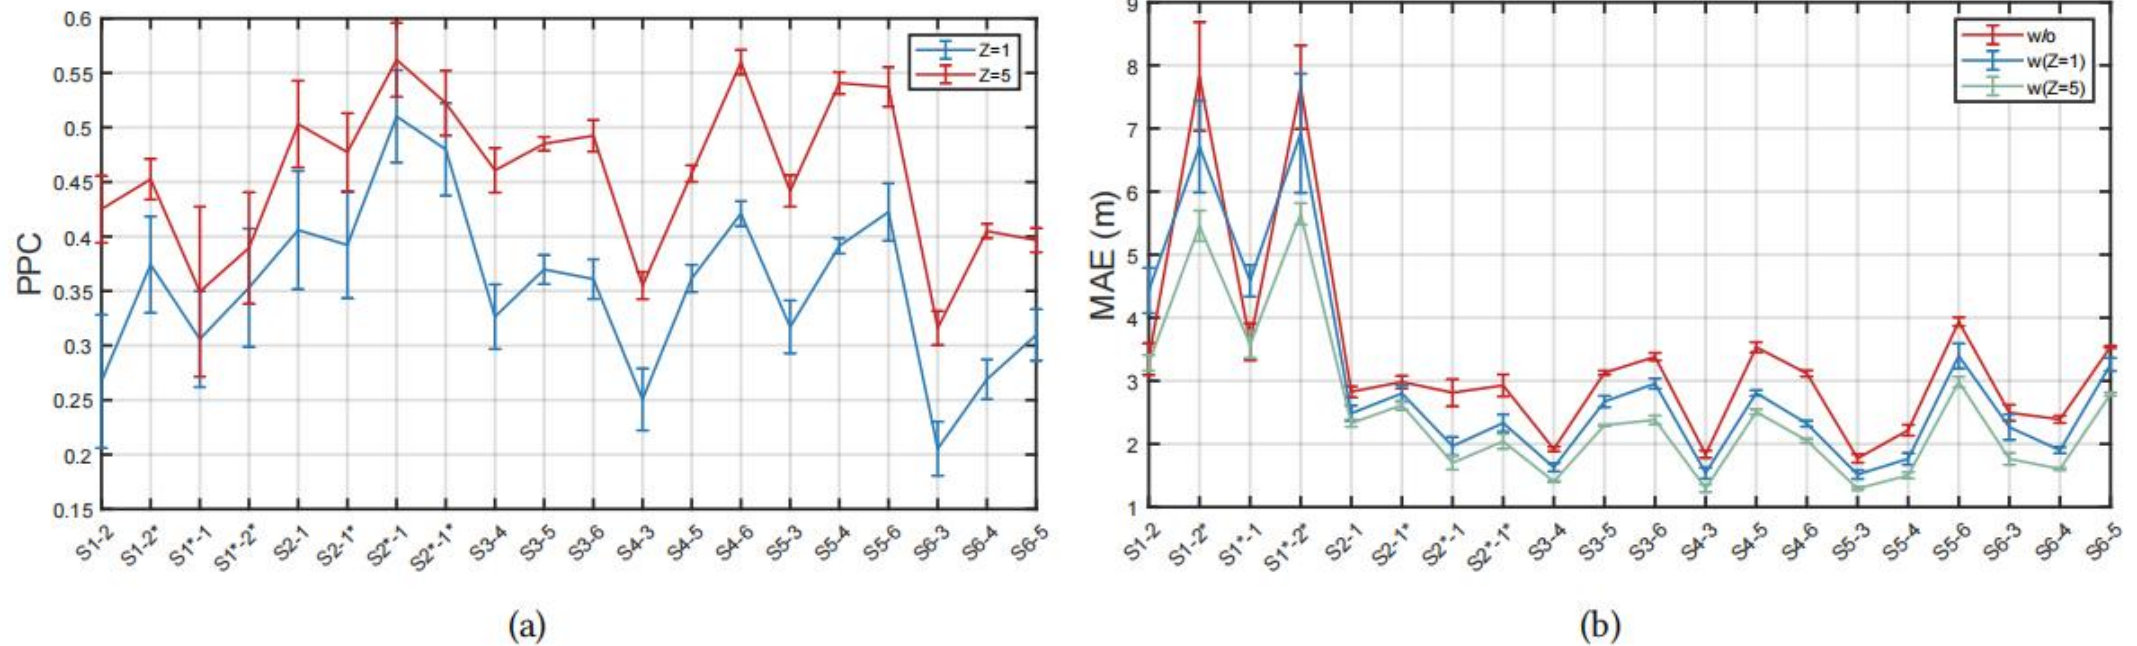 PPC
0.6
0.55
0.5
0.45
0.4
0.35
0.3
0.25
0.2
0.15
Z=1
Z=5
S1-2
S1-2*
S1*-1
S1*-2*
S2-1
S2-1*
S2*-1
S2*-1*
S3-4
S3-5
S3-6
S4-3
S4-5
S4-6
S5-3
S5-4
S5-6
S6-3
S6-4
S6-5
(a)
MAE (m)
9
8
7
6
5
4
3
2
1
w/o
w(Z=1)
w(Z=5)
S1-2
S1-2*
S1*-1
S1*-2*
S2-1
S2-1*
S2*-1
S2*-1*
S3-4
S3-5
S3-6
S4-3
S4-5
S4-6
S5-3
S5-4
S5-6
S6-3
S6-4
S6-5
(b)